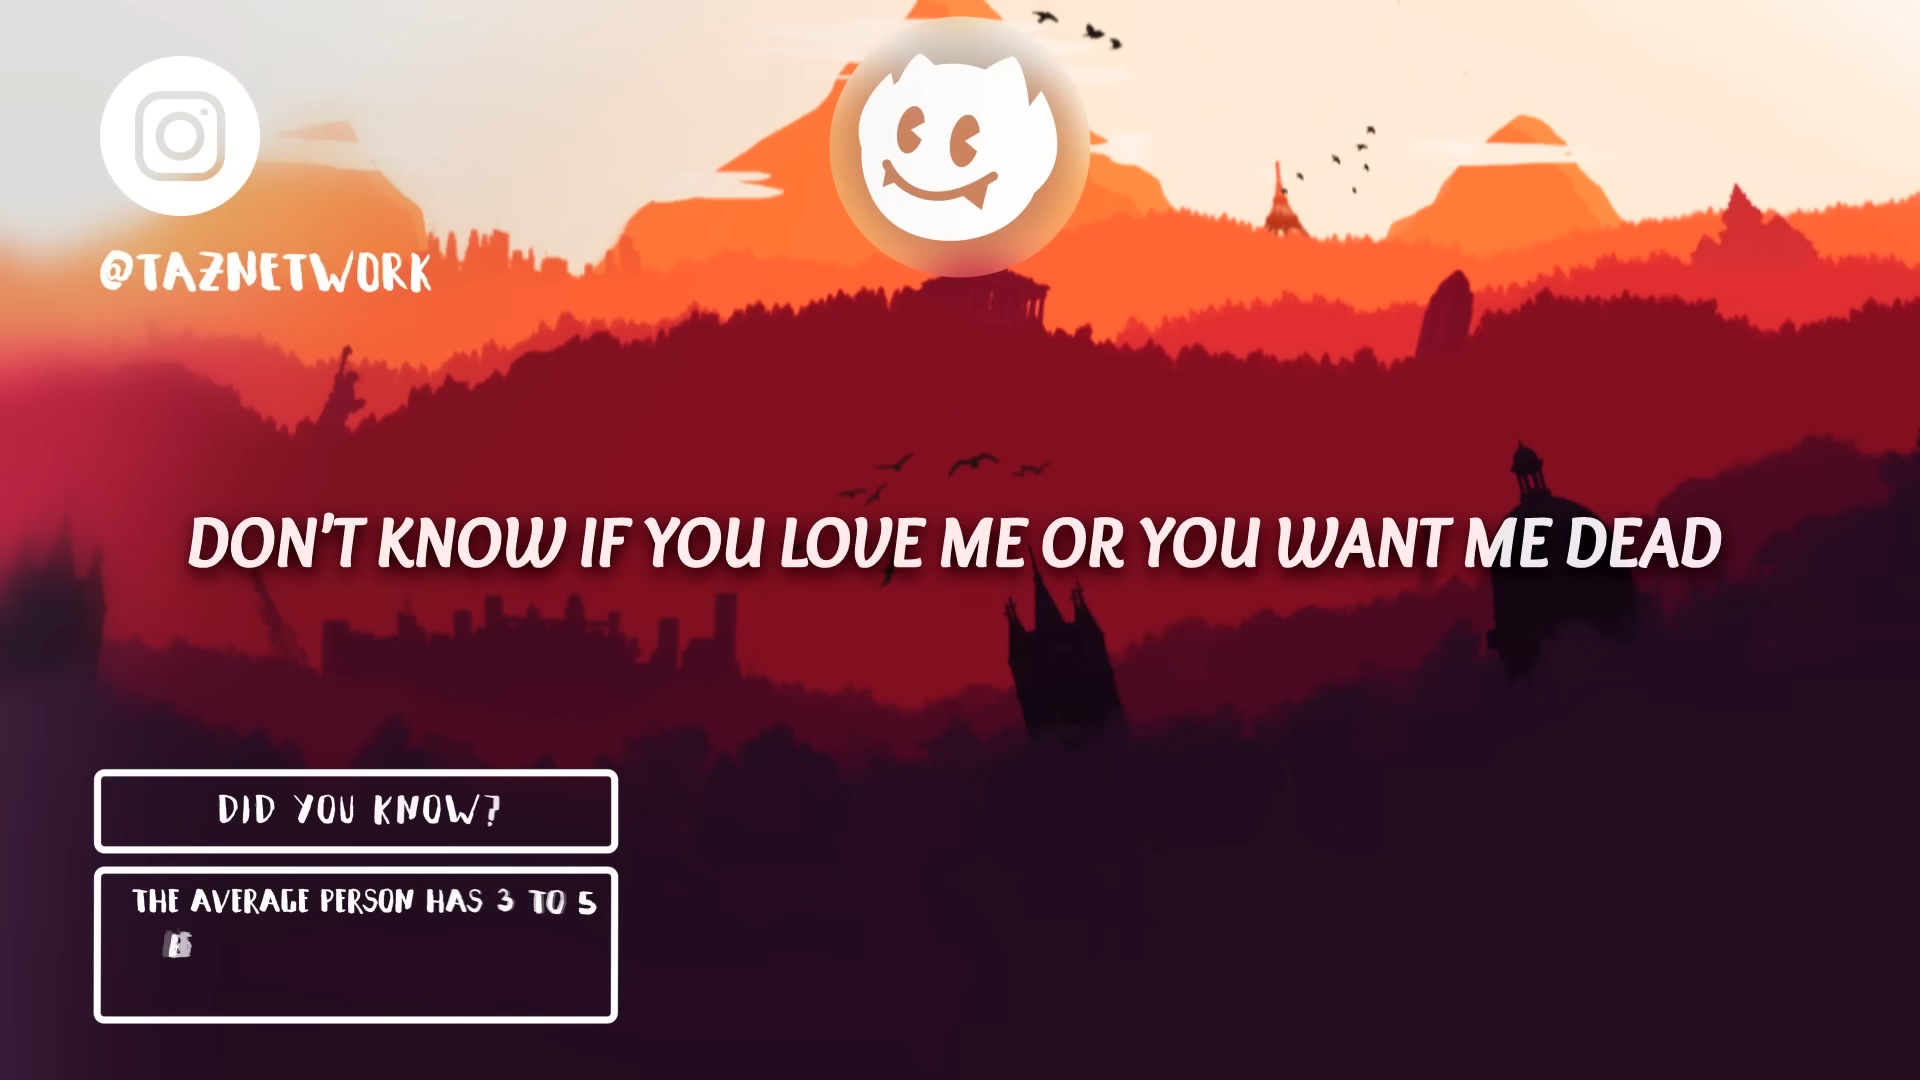 @TAZNETWORK
DON'T KNOW IF YOU LOVE ME OR YOU WANT ME DEAD
DID YOU KNOW?
THE AVERAGE PERSON HAS 3 TO 5